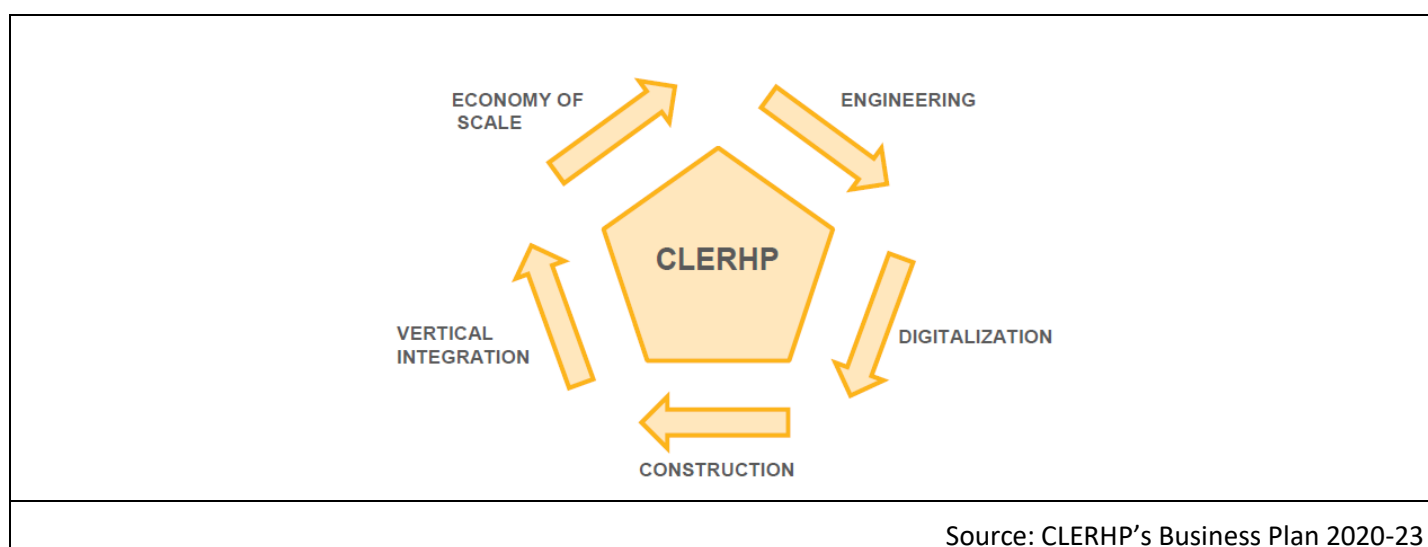 ECONOMY OF
SCALE
ENGINEERING
CLERHP
VERTICAL
INTEGRATION
DIGITALIZATION
CONSTRUCTION
Source: CLERHP’s Business Plan 2020-23